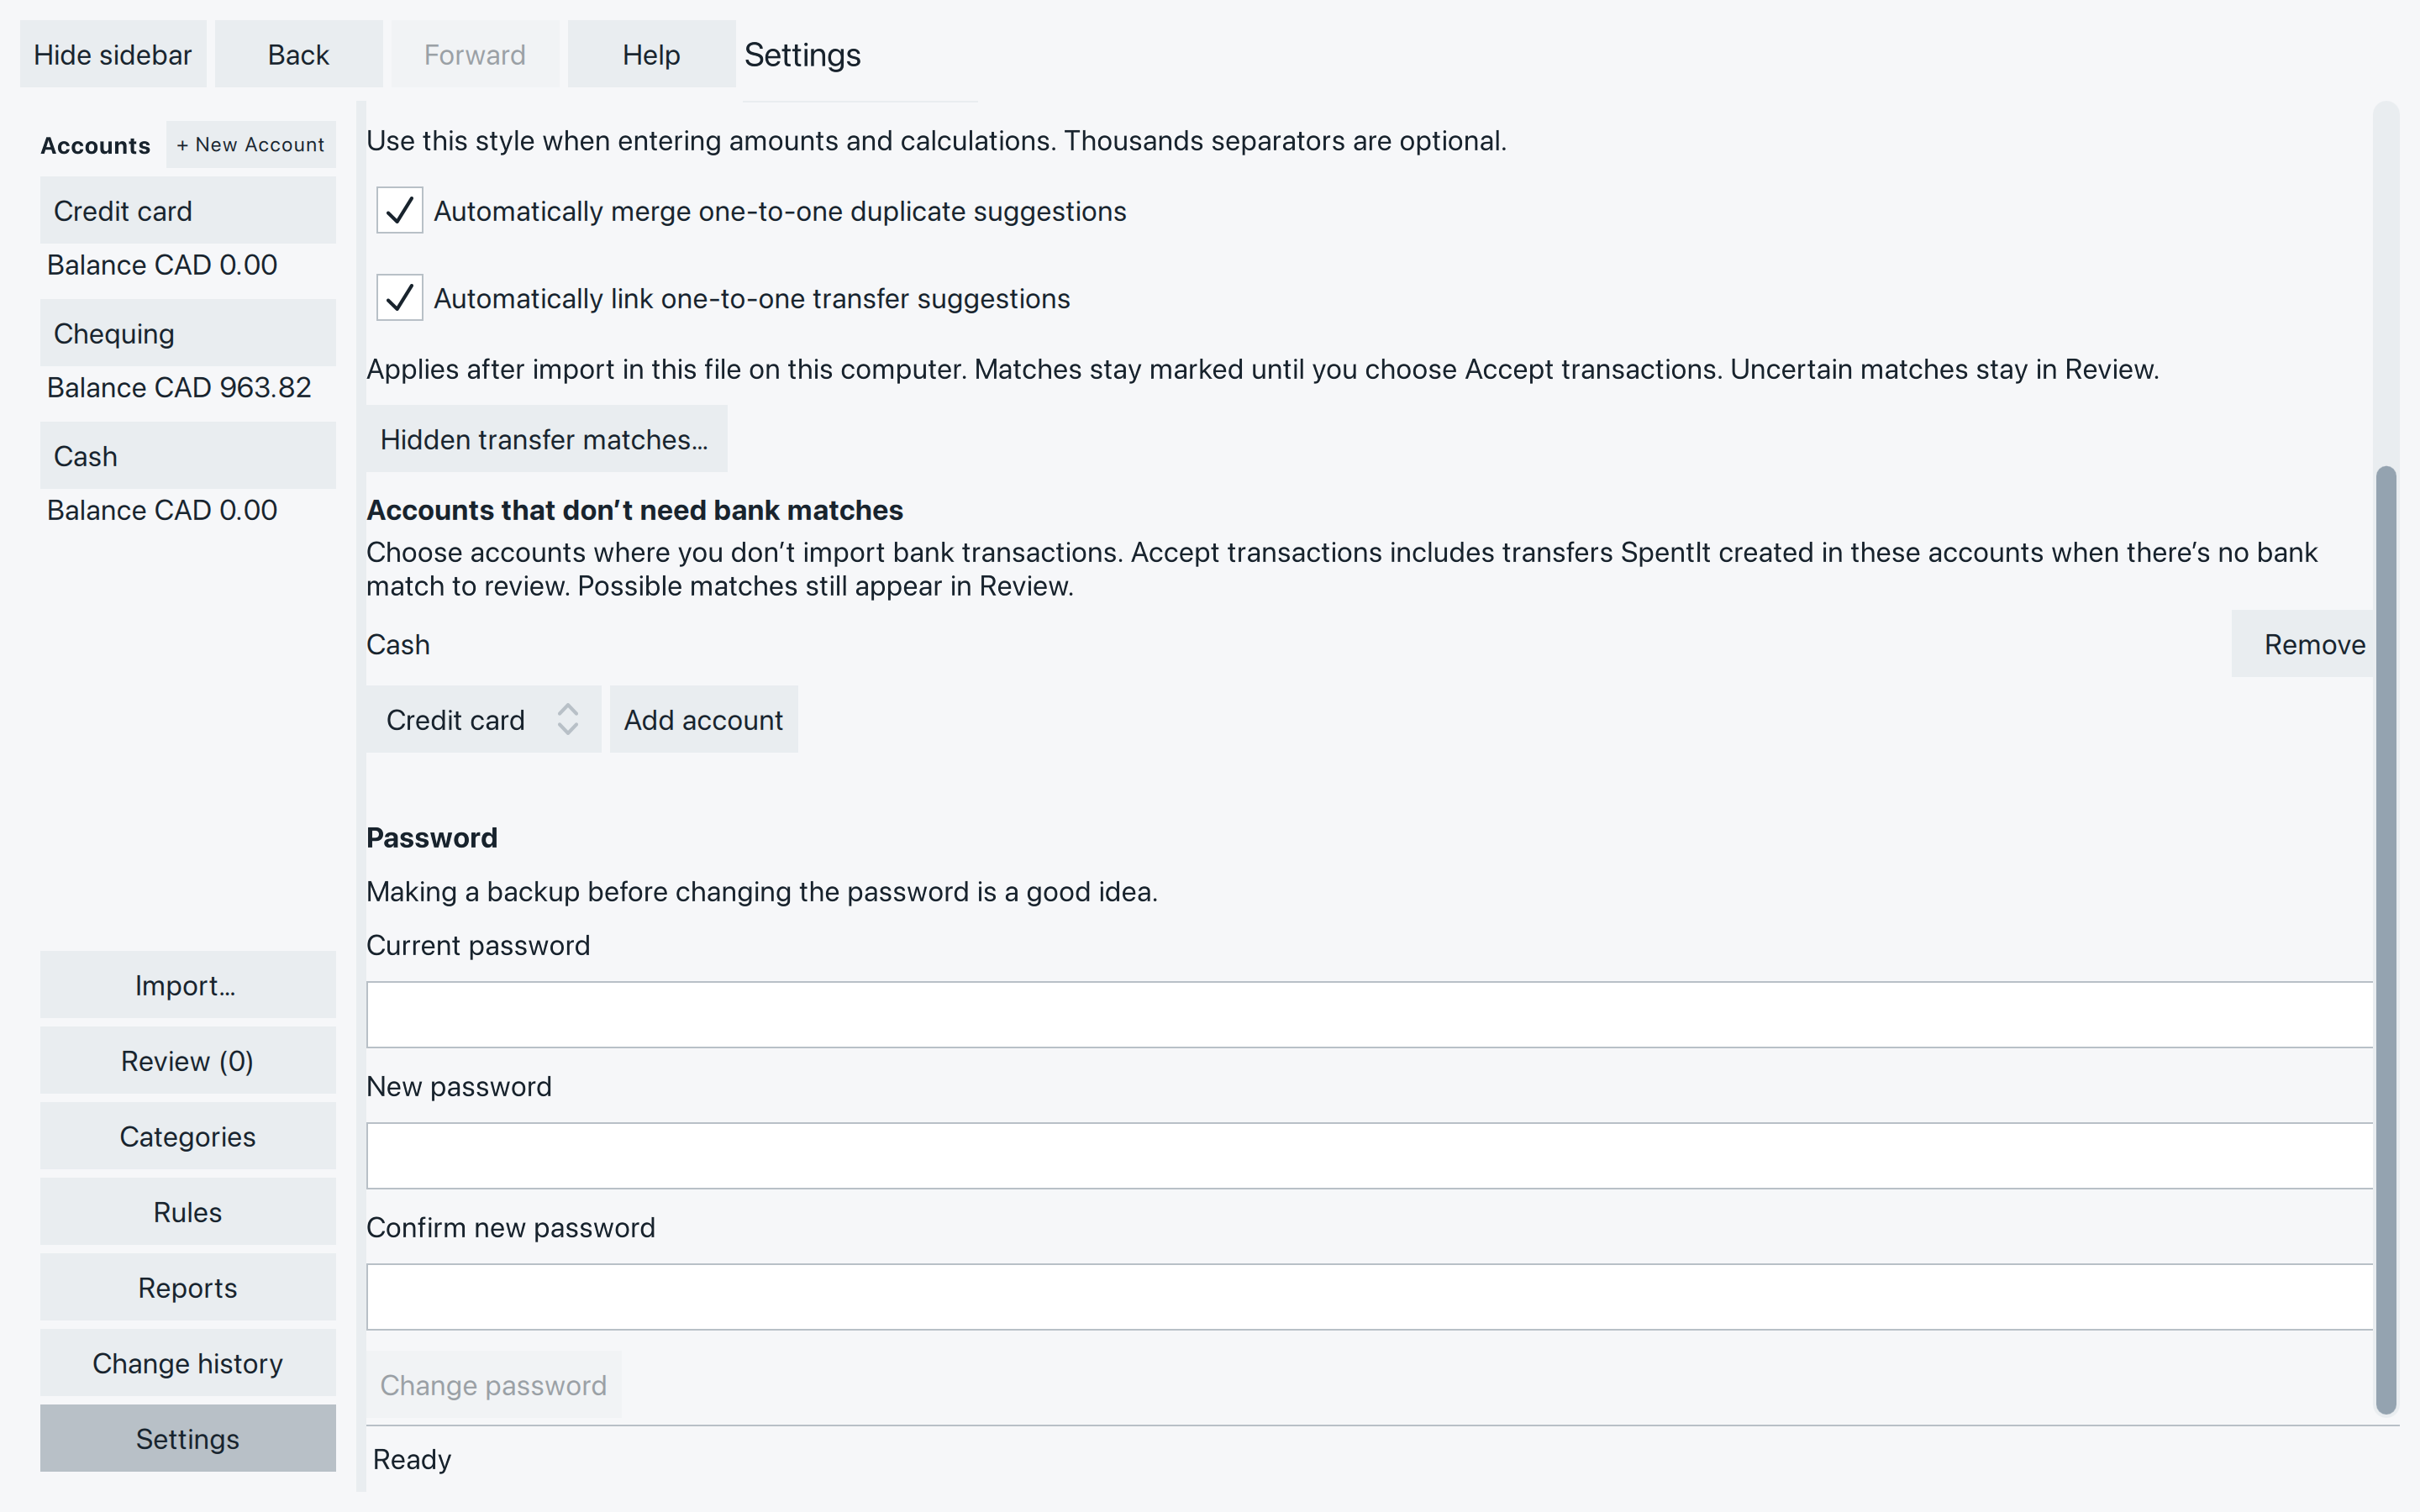 Hide sidebar
Back
Forward
Help
Settings
Accounts
+ New Account
Credit card
Balance CAD 0.00
Chequing
Balance CAD 963.82
Cash
Balance CAD 0.00
Import...
Review (0)
Categories
Rules
Reports
Change history
Settings
Use this style when entering amounts and calculations. Thousands separators are optional.
Automatically merge one-to-one duplicate suggestions
Automatically link one-to-one transfer suggestions
Applies after import in this file on this computer. Matches stay marked until you choose Accept transactions. Uncertain matches stay in Review.
Hidden transfer matches...
Accounts that don’t need bank matches
Choose accounts where you don’t import bank transactions. Accept transactions includes transfers SpentIt created in these accounts when there’s no bank
match to review. Possible matches still appear in Review.
Cash
Remove
Credit card
Add account
Password
Making a backup before changing the password is a good idea.
Current password
New password
Confirm new password
Change password
Ready